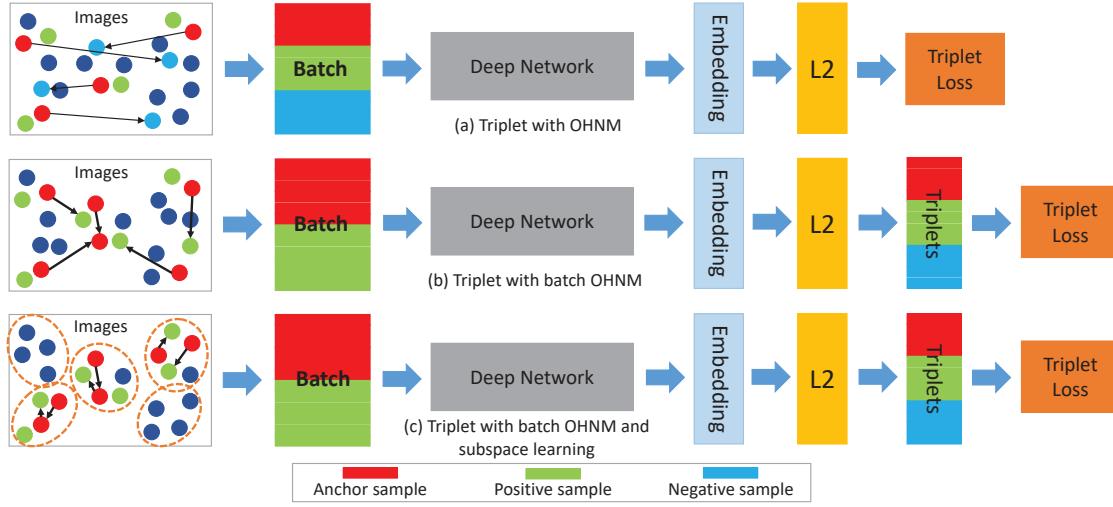 Images
Batch
Deep Network
Embedding
L2
Triplet
Loss
(a) Triplet with OHNM
Images
Batch
Deep Network
Embedding
L2
Triplets
Triplet
Loss
(b) Triplet with batch OHNM
Images
Batch
Deep Network
Embedding
L2
Triplets
Triplet
Loss
(c) Triplet with batch OHNM and
subspace learning
Anchor sample
Positive sample
Negative sample